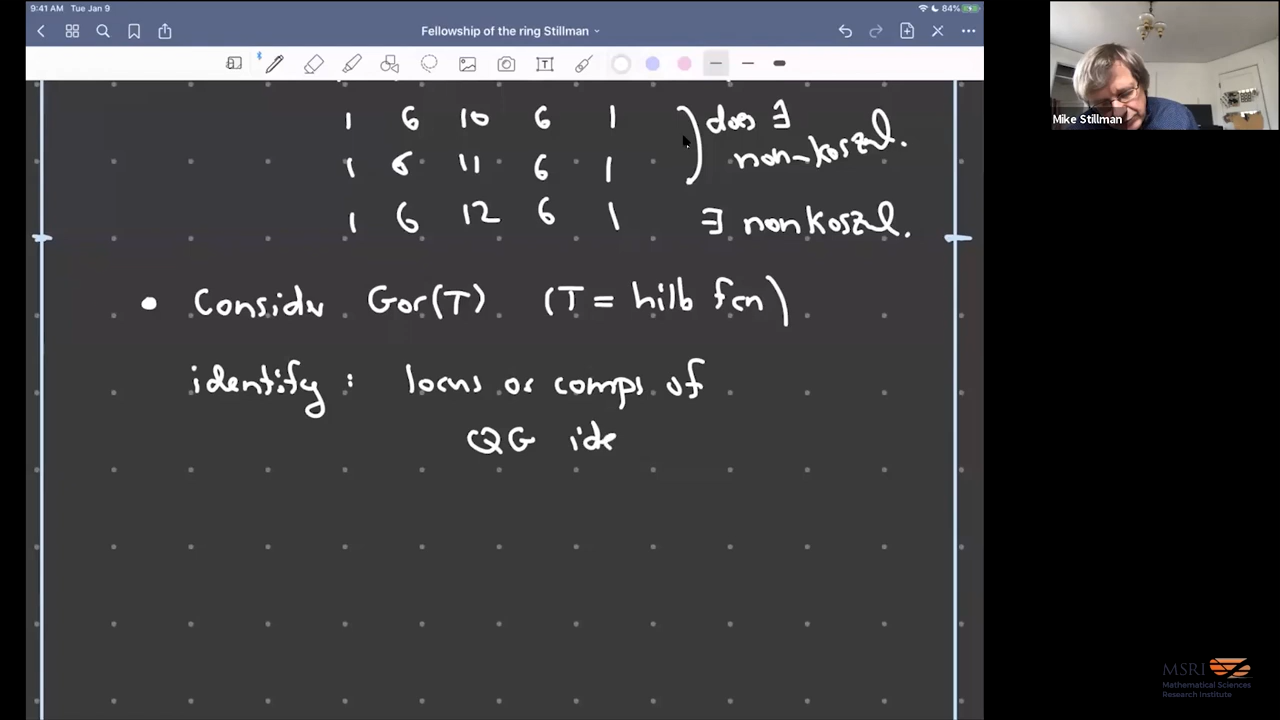 9:41 AM Tue Jan 9
84%
Fellowship of the ring Stillman
1 6 10 6 1 does ∃
non-koszul.
1 6 11 6 1
1 6 12 6 1 ∃ nonkoszul.
• Consider Gor(T) (T = hilb fcn)
identify: locus or comps of
QG ide
Mike Stillman
MSRI
Mathematical Sciences
Research Institute